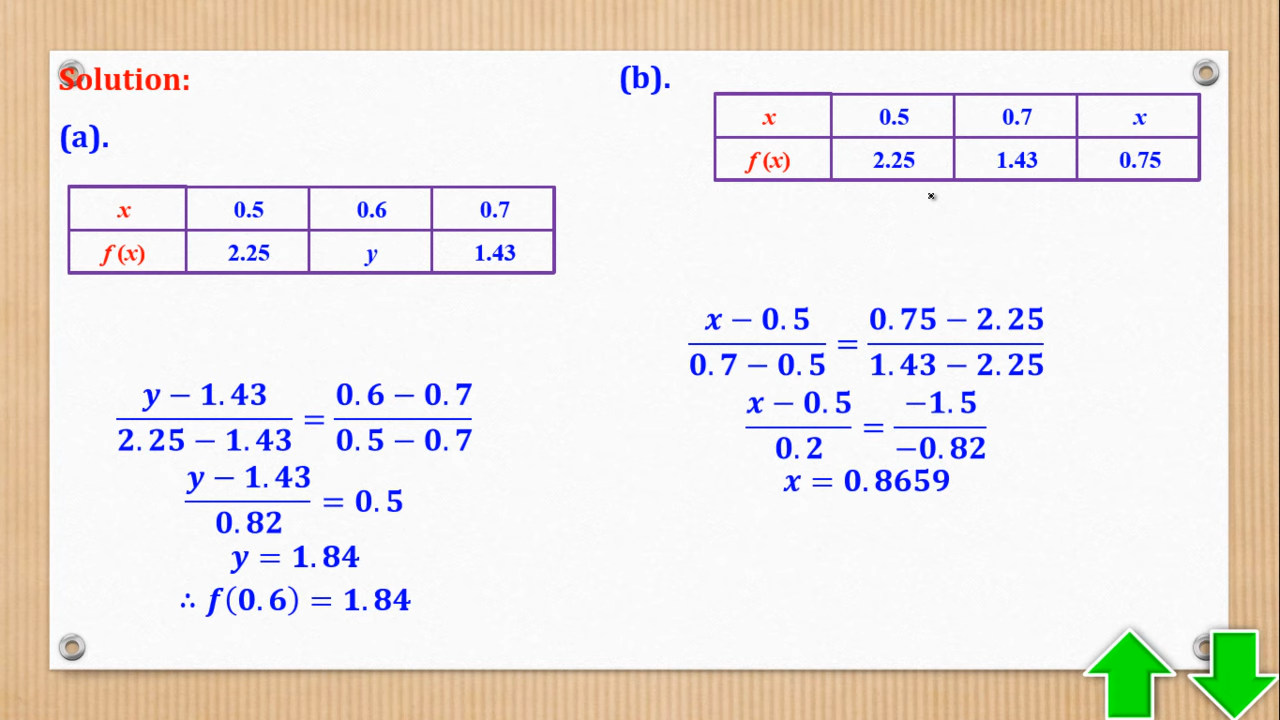 Solution:
(a).
x 0.5 0.6 0.7
f(x) 2.25 y 1.43
y − 1.43 / 2.25 − 1.43 = 0.6 − 0.7 / 0.5 − 0.7
y − 1.43 / 0.82 = 0.5
y = 1.84
∴ f(0.6) = 1.84
(b).
x 0.5 0.7 x
f(x) 2.25 1.43 0.75
x − 0.5 / 0.7 − 0.5 = 0.75 − 2.25 / 1.43 − 2.25
x − 0.5 / 0.2 = −1.5 / −0.82
x = 0.8659